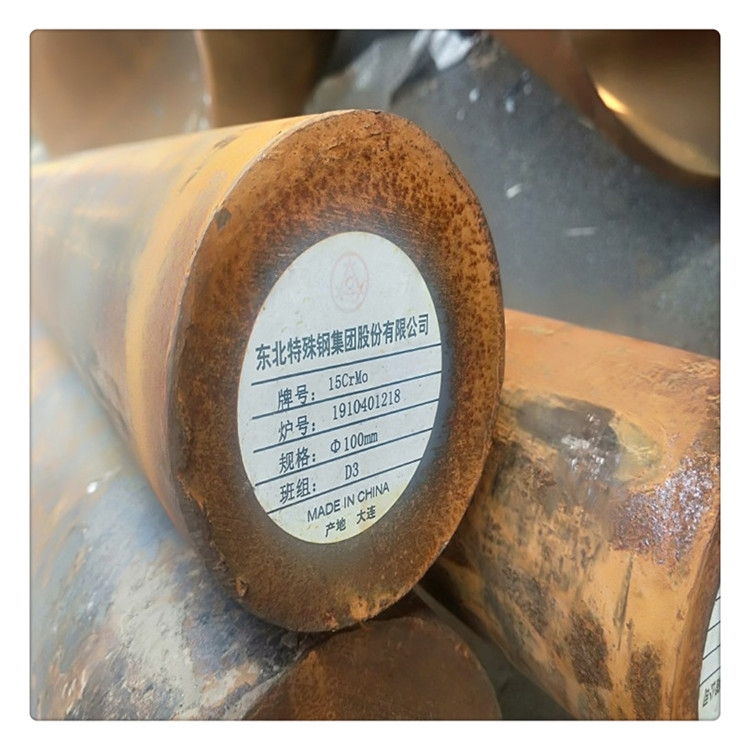 东北特殊钢集团股份有限公司
牌号: 15CrMo
炉号: 1910401218
规格: Φ100mm
班组: D3
MADE IN CHINA
产地 大连